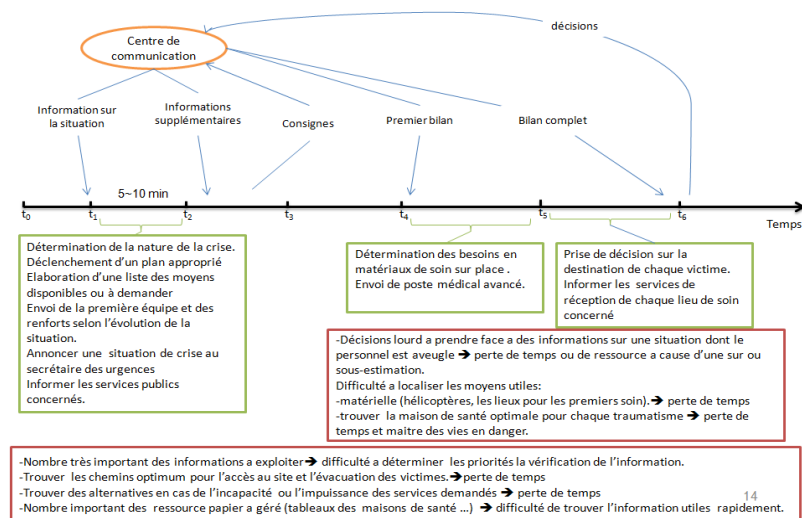 décisions
Centre de
communication
Information sur
la situation
Informations
supplémentaires
Consignes
Premier bilan
Bilan complet
5~10 min
t0
t1
t2
t3
t4
t5
t6
Temps
Détermination de la nature de la crise.
Déclenchement d’un plan approprié
Elaboration d’une liste des moyens
disponibles ou à demander
Envoi de la première équipe et des
renforts selon l’évolution de la
situation.
Annoncer une situation de crise au
secrétaire des urgences
Informer les services publics
concernés.
Détermination des besoins en
matériaux de soin sur place .
Envoi de poste médical avancé.
Prise de décision sur la
destination de chaque victime.
Informer les services de
réception de chaque lieu de soin
concerné
-Décisions lourd a prendre face a des informations sur une situation dont le
personnel est aveugle ➔ perte de temps ou de ressource a cause d’une sur ou
sous-estimation.
Difficulté a localiser les moyens utiles:
-matérielle (hélicoptères, les lieux pour les premiers soin).➔ perte de temps
-trouver la maison de santé optimale pour chaque traumatisme ➔ perte de
temps et maitre des vies en danger.
-Nombre très important des informations a exploiter➔ difficulté a déterminer les priorités la vérification de l’information.
-Trouver les chemins optimum pour l’accès au site et l’évacuation des victimes.➔perte de temps
-Trouver des alternatives en cas de l’incapacité ou l’impuissance des services demandés ➔ perte de temps
-Nombre important des ressource papier a géré (tableaux des maisons de santé ...) ➔ difficulté de trouver l’information utiles rapidement.
14